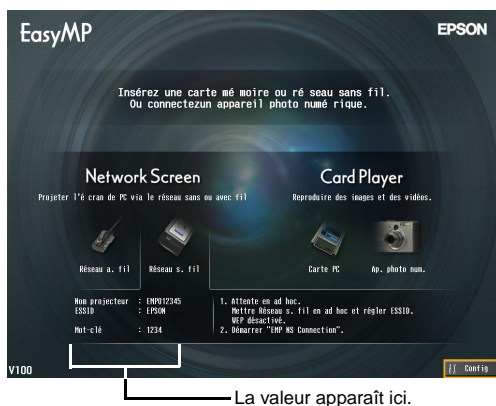 EasyMP
EPSON
Insérez une carte mé moire ou ré seau sans fil.
Ou connectezun appareil photo numé rique.
Network Screen
Projeter l'é cran de PC via le réseau sans ou avec fil
Réseau a. fil
Réseau s. fil
Card Player
Reproduire des images et des vidéos.
Carte PC
Ap. photo num.
Nom projecteur : EMP012345
ESSID : EPSON
Mot-clé : 1234
1. Attente en ad hoc.
Mettre Réseau s. fil en ad hoc et régler ESSID.
WEP désactivé.
2. Démarrer "EMP NS Connection".
V100
Config
La valeur apparaît ici.